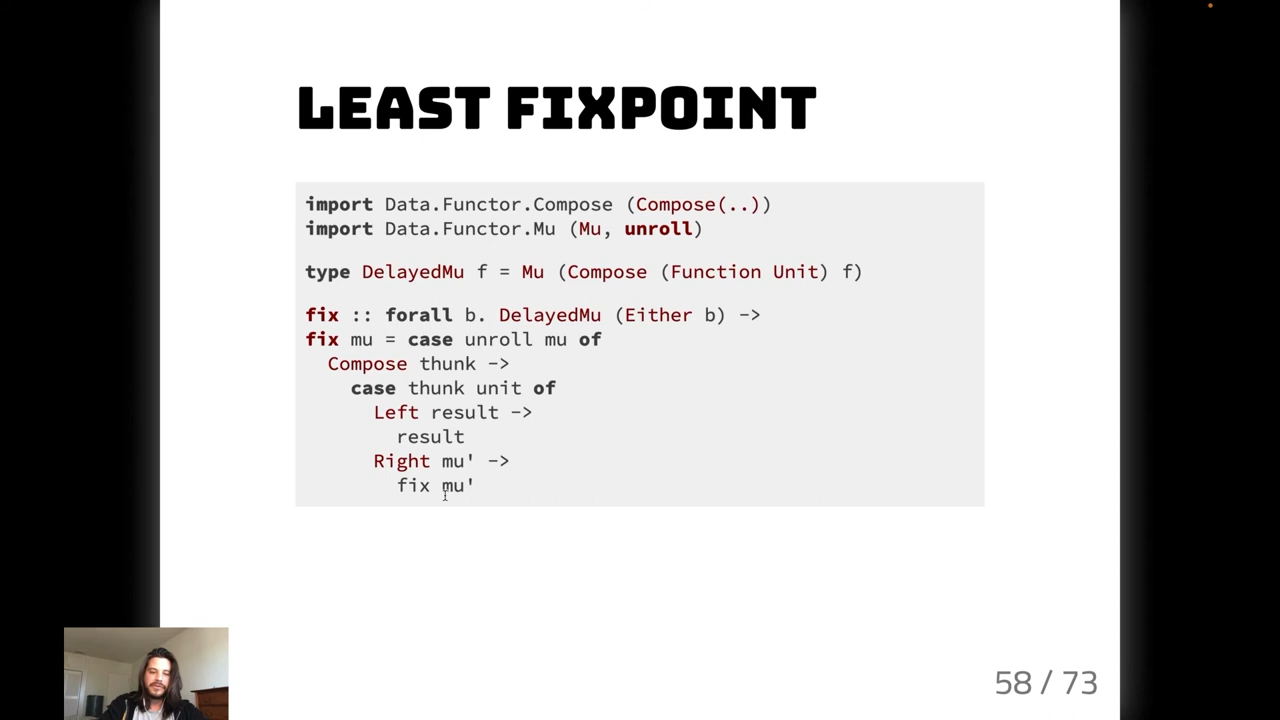 LEAST FIXPOINT
import Data.Functor.Compose (Compose(..))
import Data.Functor.Mu (Mu, unroll)
type DelayedMu f = Mu (Compose (Function Unit) f)
fix :: forall b. DelayedMu (Either b) ->
fix mu = case unroll mu of
Compose thunk ->
case thunk unit of
Left result ->
result
Right mu' ->
fix mu'
58 / 73